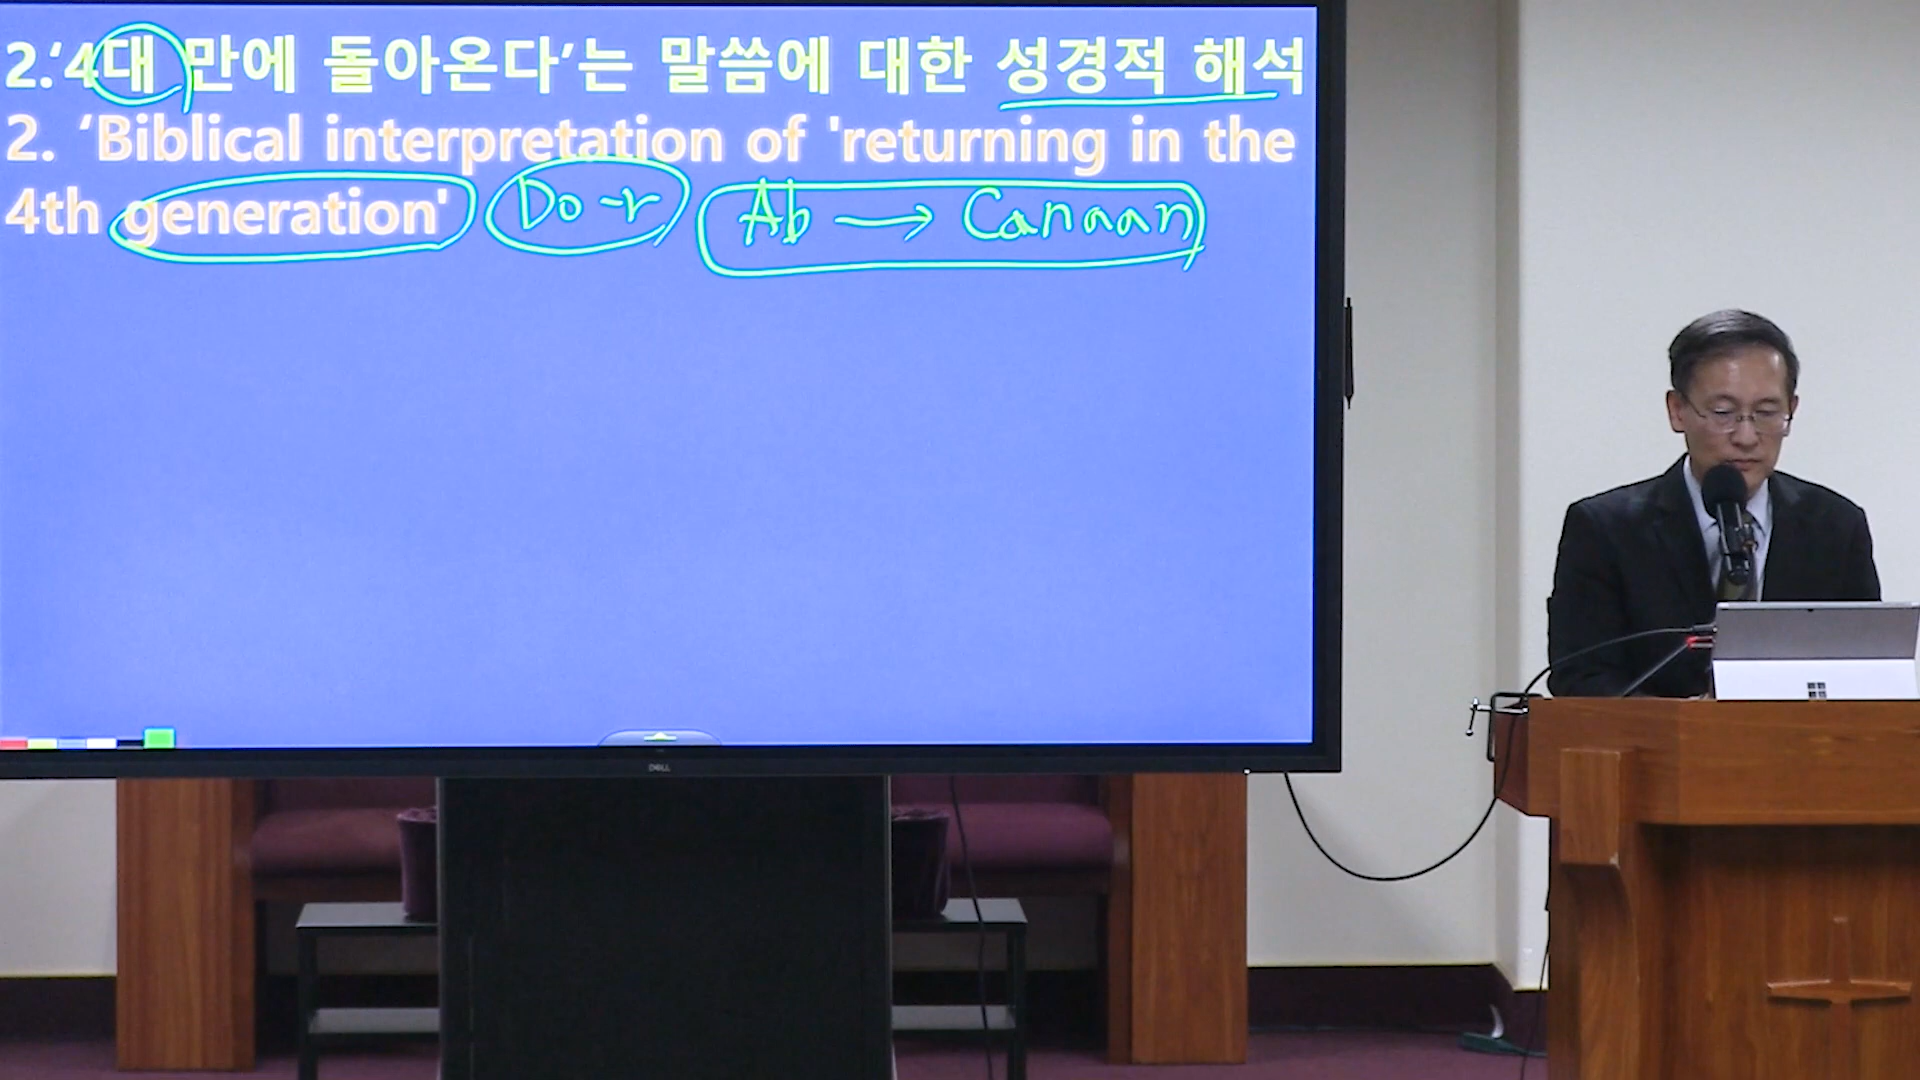 2.‘4대 만에 돌아온다’는 말씀에 대한 성경적 해석
2. ‘Biblical interpretation of 'returning in the
4th generation' Do-r Ab → Canaan
DELL